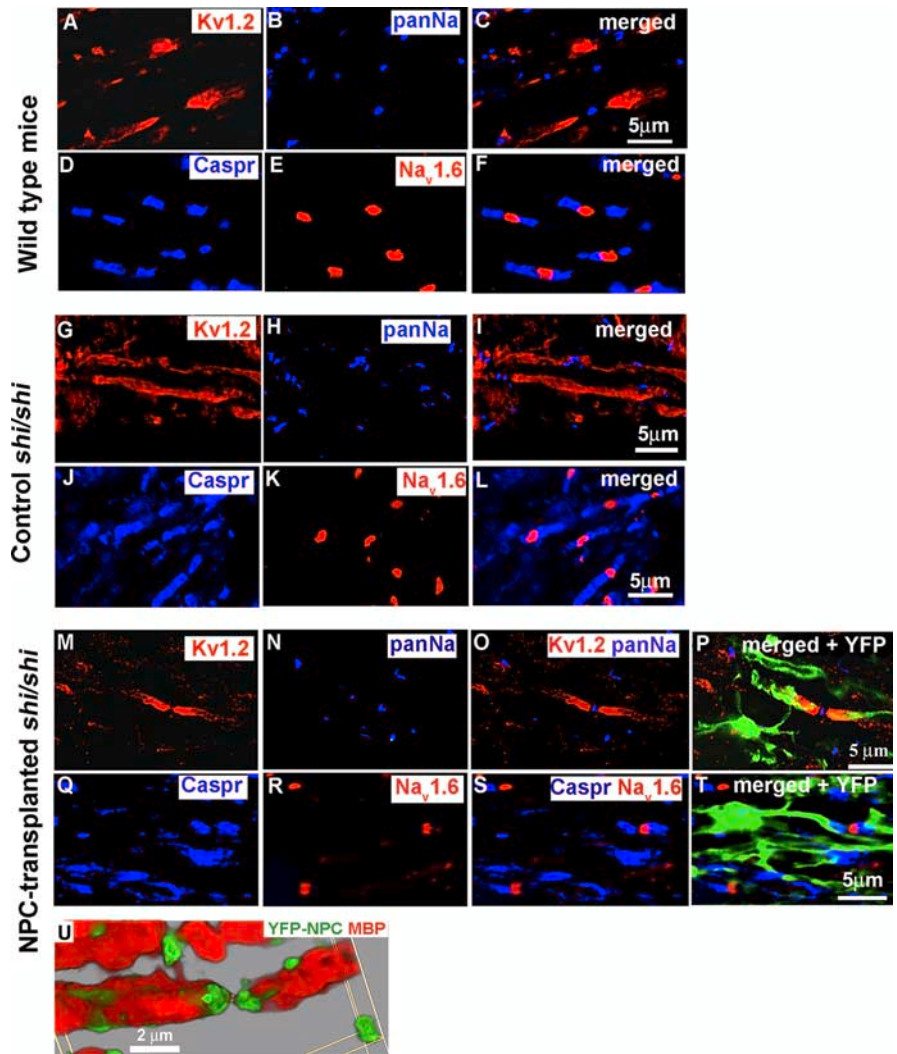 Wild type mice
A Kv1.2
B panNa
C merged
5µm
D Caspr
E Nav1.6
F merged
Control shi/shi
G Kv1.2
H panNa
I merged
5µm
J Caspr
K Nav1.6
L merged
5µm
NPC-transplanted shi/shi
M Kv1.2
N panNa
O Kv1.2 panNa
P merged + YFP
5 µm
Q Caspr
R Nav1.6
S Caspr Nav1.6
T merged + YFP
5µm
U YFP-NPC MBP
2 µm